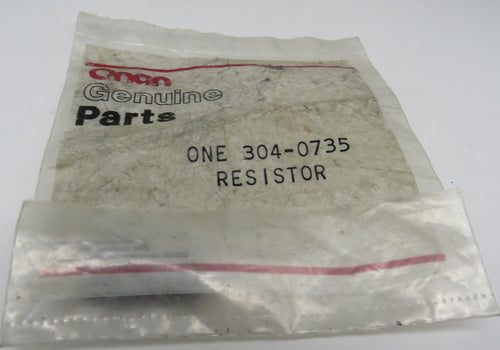 Onan
Genuine
Parts
ONE 304-0735
RESISTOR